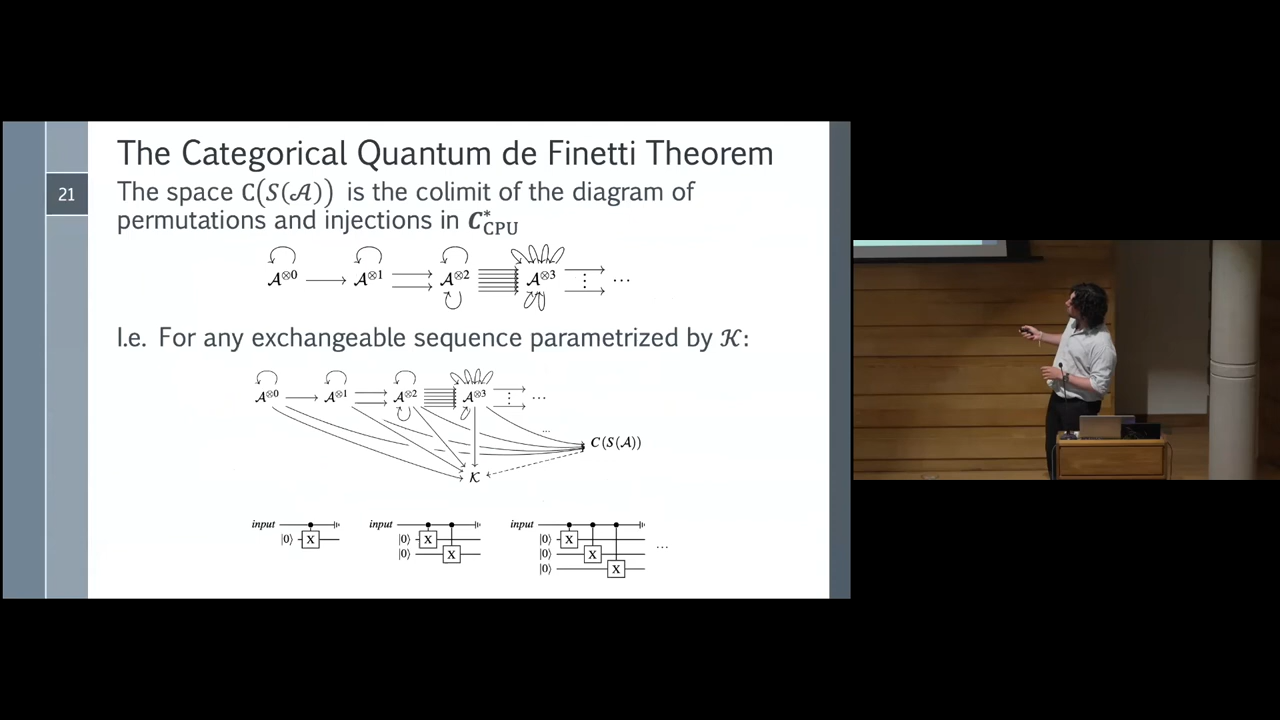 The Categorical Quantum de Finetti Theorem
21
The space C(S(𝒜)) is the colimit of the diagram of
permutations and injections in C*_CPU
𝒜⊗0 𝒜⊗1 𝒜⊗2 𝒜⊗3 ⋮ ⋯
I.e. For any exchangeable sequence parametrized by 𝒦:
𝒜⊗0 𝒜⊗1 𝒜⊗2 𝒜⊗3 ⋮ ⋯
... C(S(𝒜))
𝒦
input input input
|0⟩ X |0⟩ X |0⟩ X
|0⟩ X |0⟩ X ...
|0⟩ X